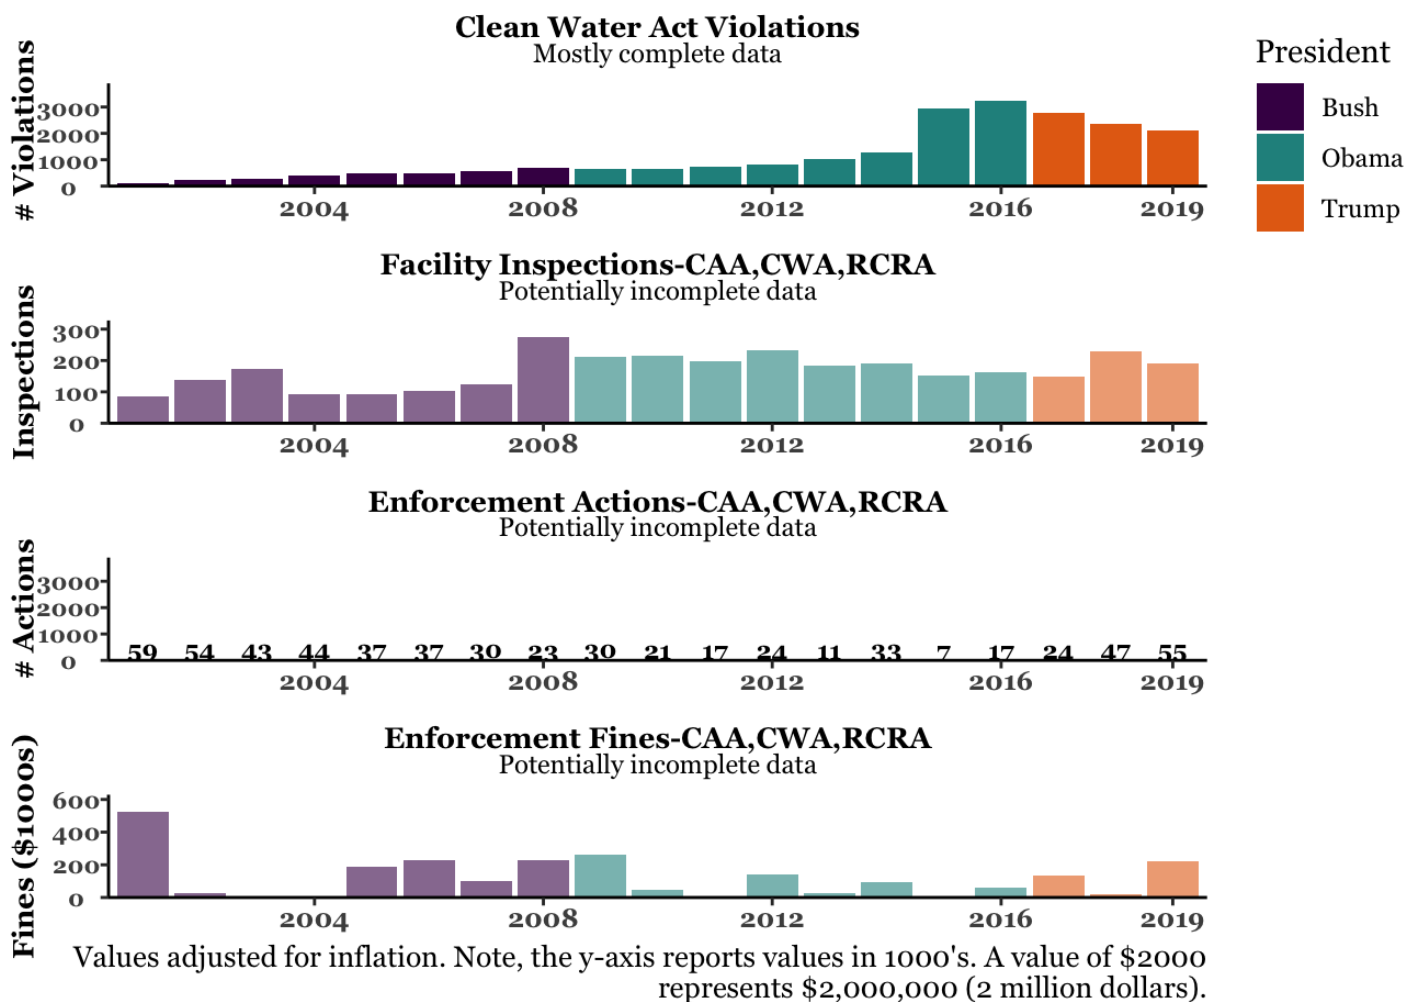 Clean Water Act Violations
Mostly complete data
# Violations
3000
2000
1000
0
2004 2008 2012 2016 2019
President
Bush
Obama
Trump
Facility Inspections-CAA,CWA,RCRA
Potentially incomplete data
Inspections
300
200
100
0
2004 2008 2012 2016 2019
Enforcement Actions-CAA,CWA,RCRA
Potentially incomplete data
# Actions
3000
2000
1000
0
59 54 43 44 37 37 30 23 30 21 17 24 11 33 7 17 24 47 55
2004 2008 2012 2016 2019
Enforcement Fines-CAA,CWA,RCRA
Potentially incomplete data
Fines ($1000s)
600
400
200
0
2004 2008 2012 2016 2019
Values adjusted for inflation. Note, the y-axis reports values in 1000's. A value of $2000
represents $2,000,000 (2 million dollars).